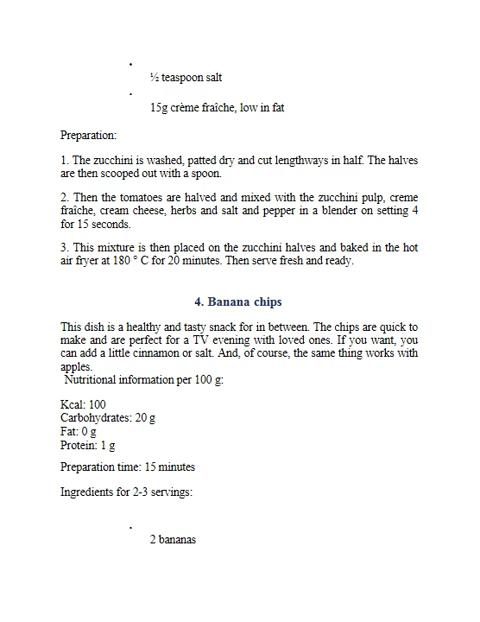 •
½ teaspoon salt
•
15g crème fraîche, low in fat
Preparation:
1. The zucchini is washed, patted dry and cut lengthways in half. The halves
are then scooped out with a spoon.
2. Then the tomatoes are halved and mixed with the zucchini pulp, creme
fraîche, cream cheese, herbs and salt and pepper in a blender on setting 4
for 15 seconds.
3. This mixture is then placed on the zucchini halves and baked in the hot
air fryer at 180 ° C for 20 minutes. Then serve fresh and ready.
4. Banana chips
This dish is a healthy and tasty snack for in between. The chips are quick to
make and are perfect for a TV evening with loved ones. If you want, you
can add a little cinnamon or salt. And, of course, the same thing works with
apples.
Nutritional information per 100 g:
Kcal: 100
Carbohydrates: 20 g
Fat: 0 g
Protein: 1 g
Preparation time: 15 minutes
Ingredients for 2-3 servings:
•
2 bananas